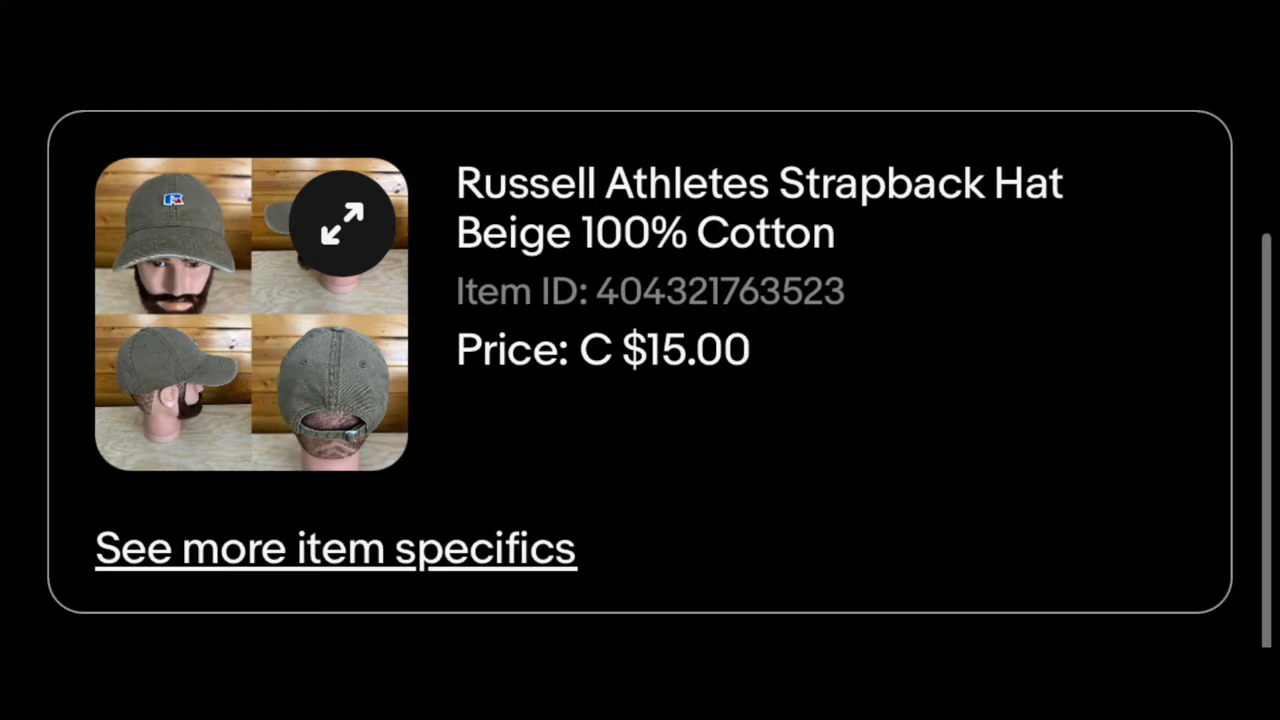 Russell Athletes Strapback Hat
Beige 100% Cotton
Item ID: 404321763523
Price: C $15.00
See more item specifics